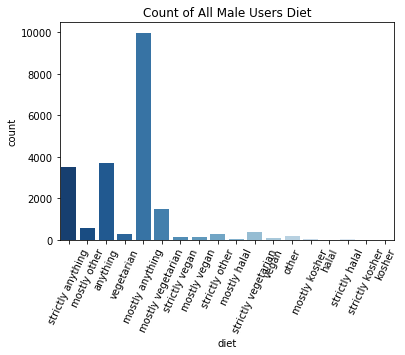 Count of All Male Users Diet
10000
8000
6000
4000
2000
0
count
strictly anything
mostly other
anything
vegetarian
mostly anything
mostly vegetarian
strictly vegan
mostly vegan
strictly other
mostly halal
strictly vegetarian
vegan
other
mostly kosher
halal
strictly halal
strictly kosher
kosher
diet